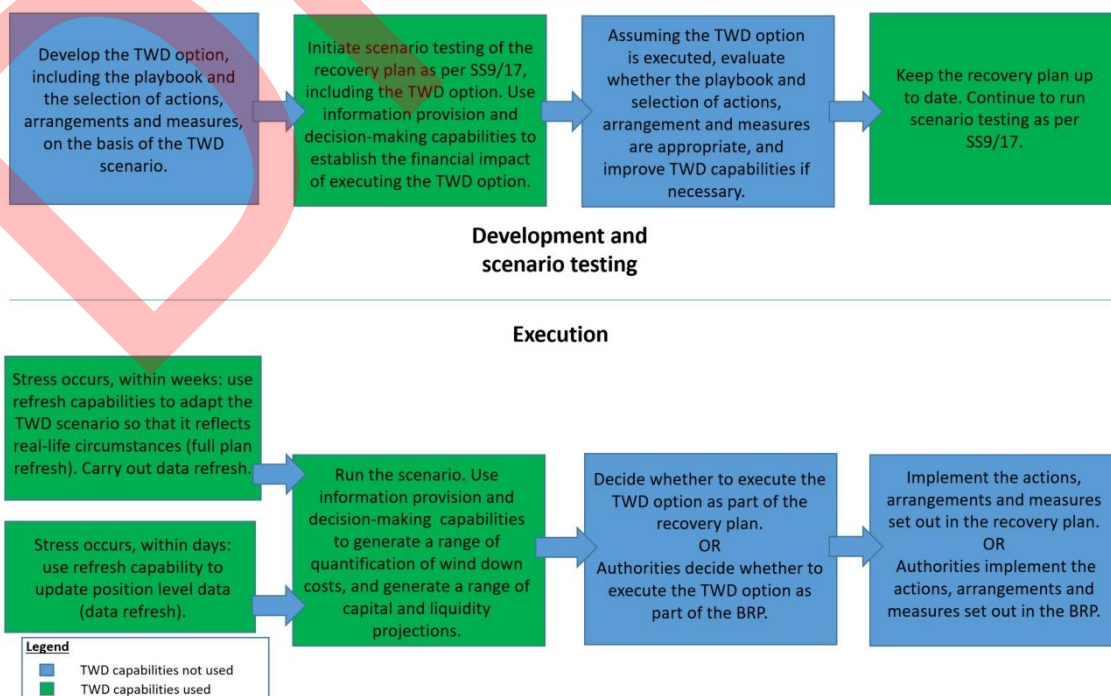 Develop the TWD option,
including the playbook and
the selection of actions,
arrangements and measures,
on the basis of the TWD
scenario.
Initiate scenario testing of the
recovery plan as per SS9/17,
including the TWD option. Use
information provision and
decision-making capabilities to
establish the financial impact
of executing the TWD option.
Assuming the TWD option
is executed, evaluate
whether the playbook and
selection of actions,
arrangement and measures
are appropriate, and
improve TWD capabilities if
necessary.
Keep the recovery plan up
to date. Continue to run
scenario testing as per
SS9/17.
Development and
scenario testing
Execution
Stress occurs, within weeks: use
refresh capabilities to adapt the
TWD scenario so that it reflects
real-life circumstances (full plan
refresh). Carry out data refresh.
Stress occurs, within days:
use refresh capability to
update position level data
(data refresh).
Run the scenario. Use
information provision and
decision-making capabilities
to generate a range of
quantification of wind down
costs, and generate a range of
capital and liquidity
projections.
Decide whether to execute the
TWD option as part of the
recovery plan.
OR
Authorities decide whether to
execute the TWD option as
part of the BRP.
Implement the actions,
arrangements and measures
set out in the recovery plan.
OR
Authorities implement the
actions, arrangements and
measures set out in the BRP.
Legend
TWD capabilities not used
TWD capabilities used